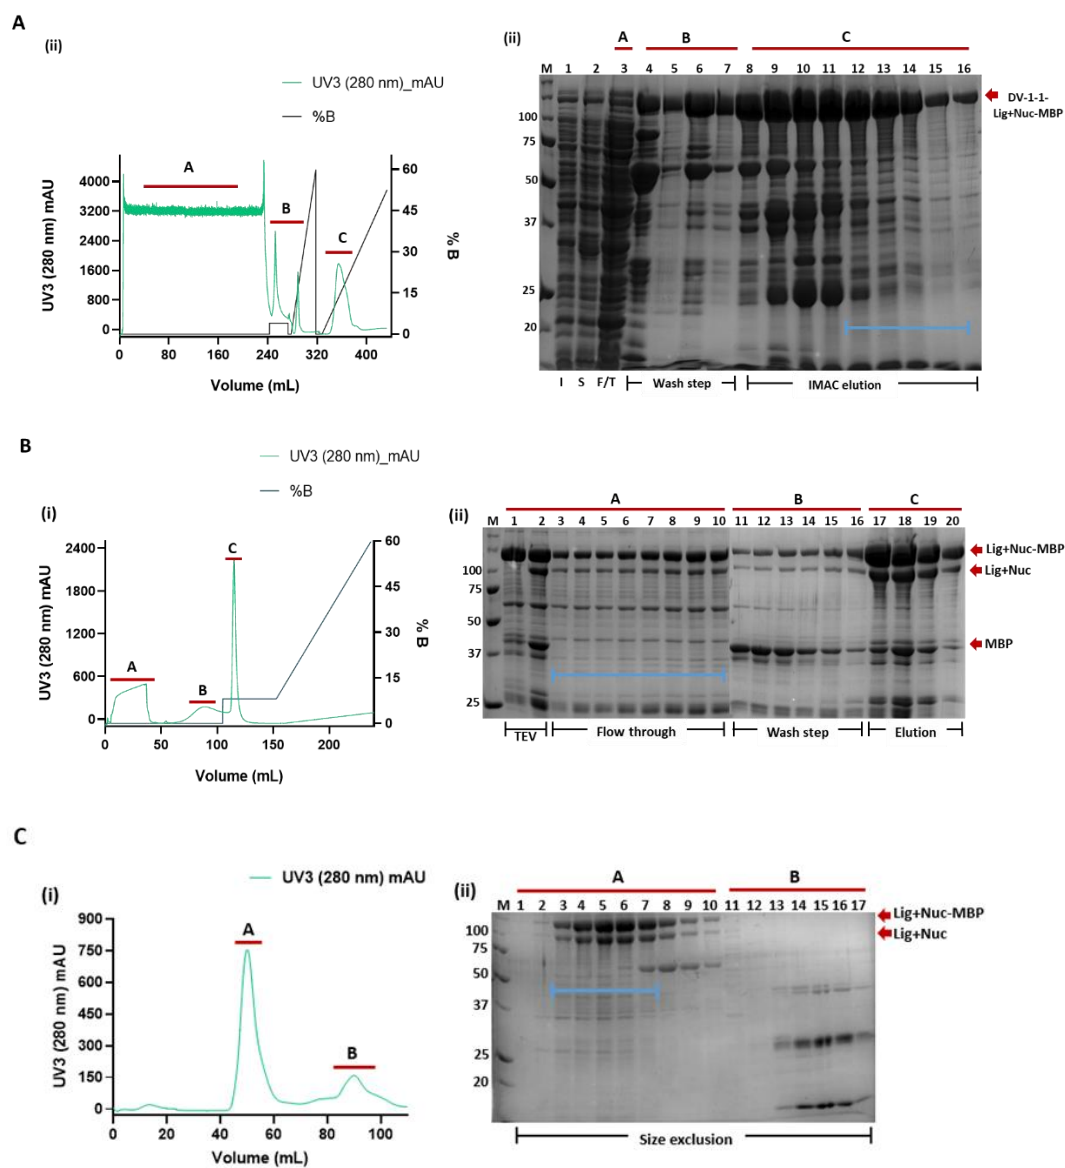 A
(ii)
UV3 (280 nm)_mAU
%B
A
B
C
4000
3200
2400
1600
800
0
UV3 (280 nm) mAU
60
45
30
15
0
% B
0 80 160 240 320 400
Volume (mL)
(ii)
A B C
M 1 2 3 4 5 6 7 8 9 10 11 12 13 14 15 16
100
50
37
25
20
DV-1-1-
Lig+Nuc-MBP
I S F/T Wash step IMAC elution
B
UV3 (280 nm)_mAU
%B
(i)
A
B
C
2400
1800
1200
600
0
UV3 (280 nm) mAU
60
45
30
15
0
% B
0 50 100 150 200
Volume (mL)
(ii)
A B C
M 1 2 3 4 5 6 7 8 9 10 11 12 13 14 15 16 17 18 19 20
100
75
50
37
25
Lig+Nuc-MBP
Lig+Nuc
MBP
TEV Flow through Wash step Elution
C
(i)
UV3 (280 nm) mAU
A
B
900
750
600
450
300
150
0
UV3 (280 nm) mAU
0 20 40 60 80 100
Volume (mL)
(ii)
A B
M 1 2 3 4 5 6 7 8 9 10 11 12 13 14 15 16 17
100
75
50
37
25
20
Lig+Nuc-MBP
Lig+Nuc
Size exclusion